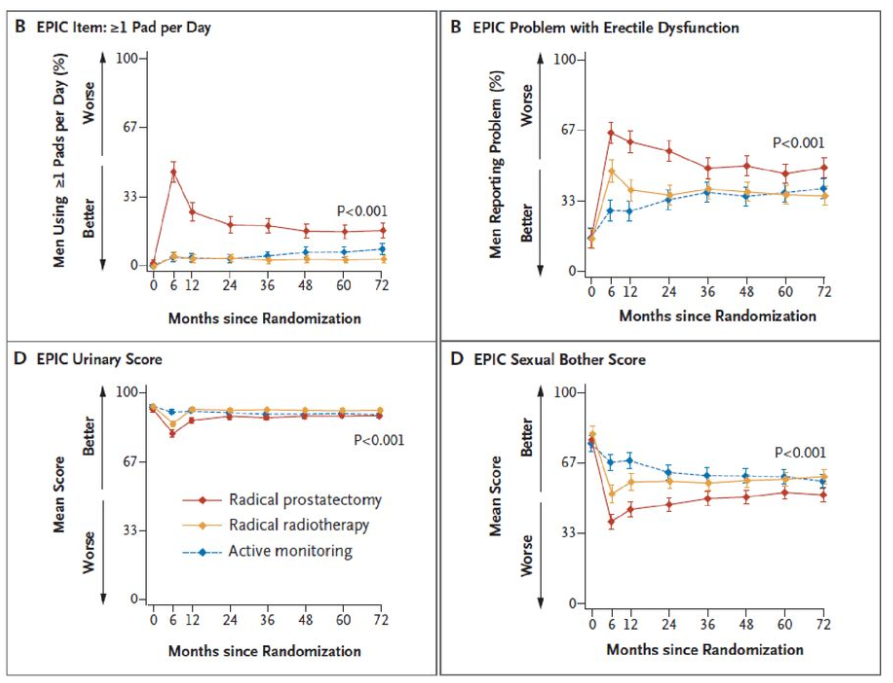 B EPIC Item: ≥1 Pad per Day
Men Using ≥1 Pads per Day (%)
Worse
Better
100
67
33
0
P<0.001
0 6 12 24 36 48 60 72
Months since Randomization
B EPIC Problem with Erectile Dysfunction
Men Reporting Problem (%)
Worse
Better
100
67
33
0
P<0.001
0 6 12 24 36 48 60 72
Months since Randomization
D EPIC Urinary Score
Mean Score
Better
Worse
100
67
33
0
P<0.001
Radical prostatectomy
Radical radiotherapy
Active monitoring
0 6 12 24 36 48 60 72
Months since Randomization
D EPIC Sexual Bother Score
Mean Score
Better
Worse
100
67
33
0
P<0.001
0 6 12 24 36 48 60 72
Months since Randomization